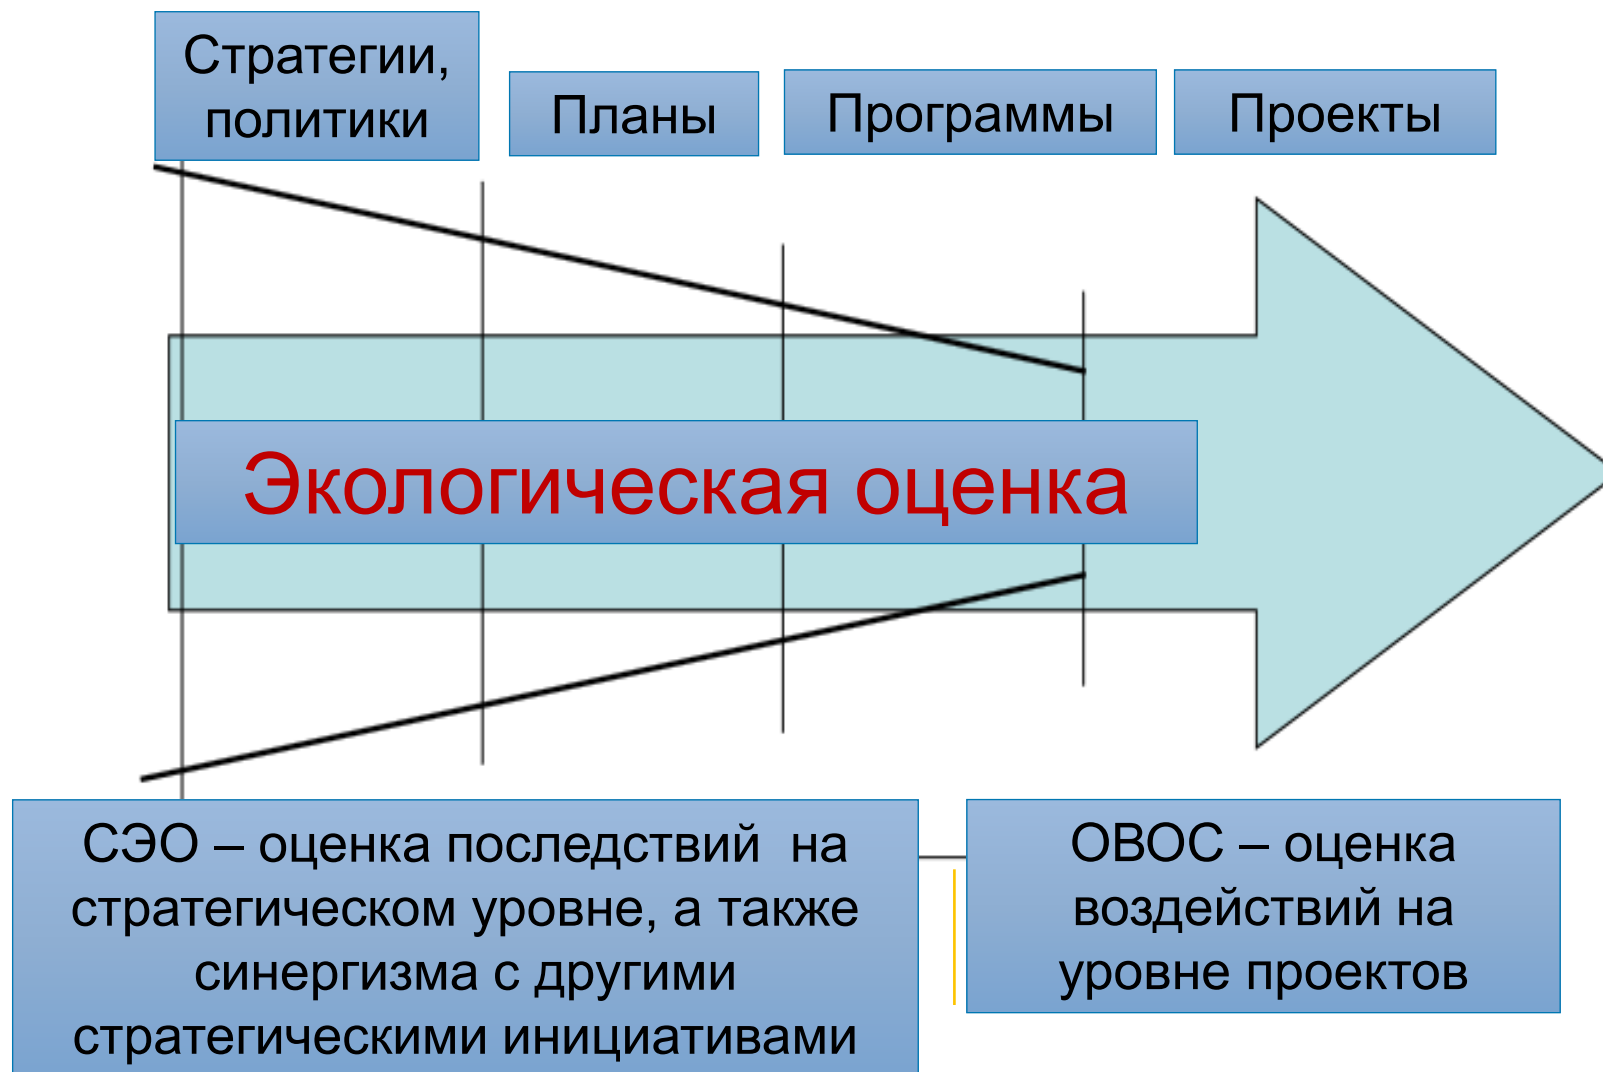 Стратегии,
политики
Планы
Программы
Проекты
Экологическая оценка
СЭО – оценка последствий на
стратегическом уровне, а также
синергизма с другими
стратегическими инициативами
ОВОС – оценка
воздействий на
уровне проектов